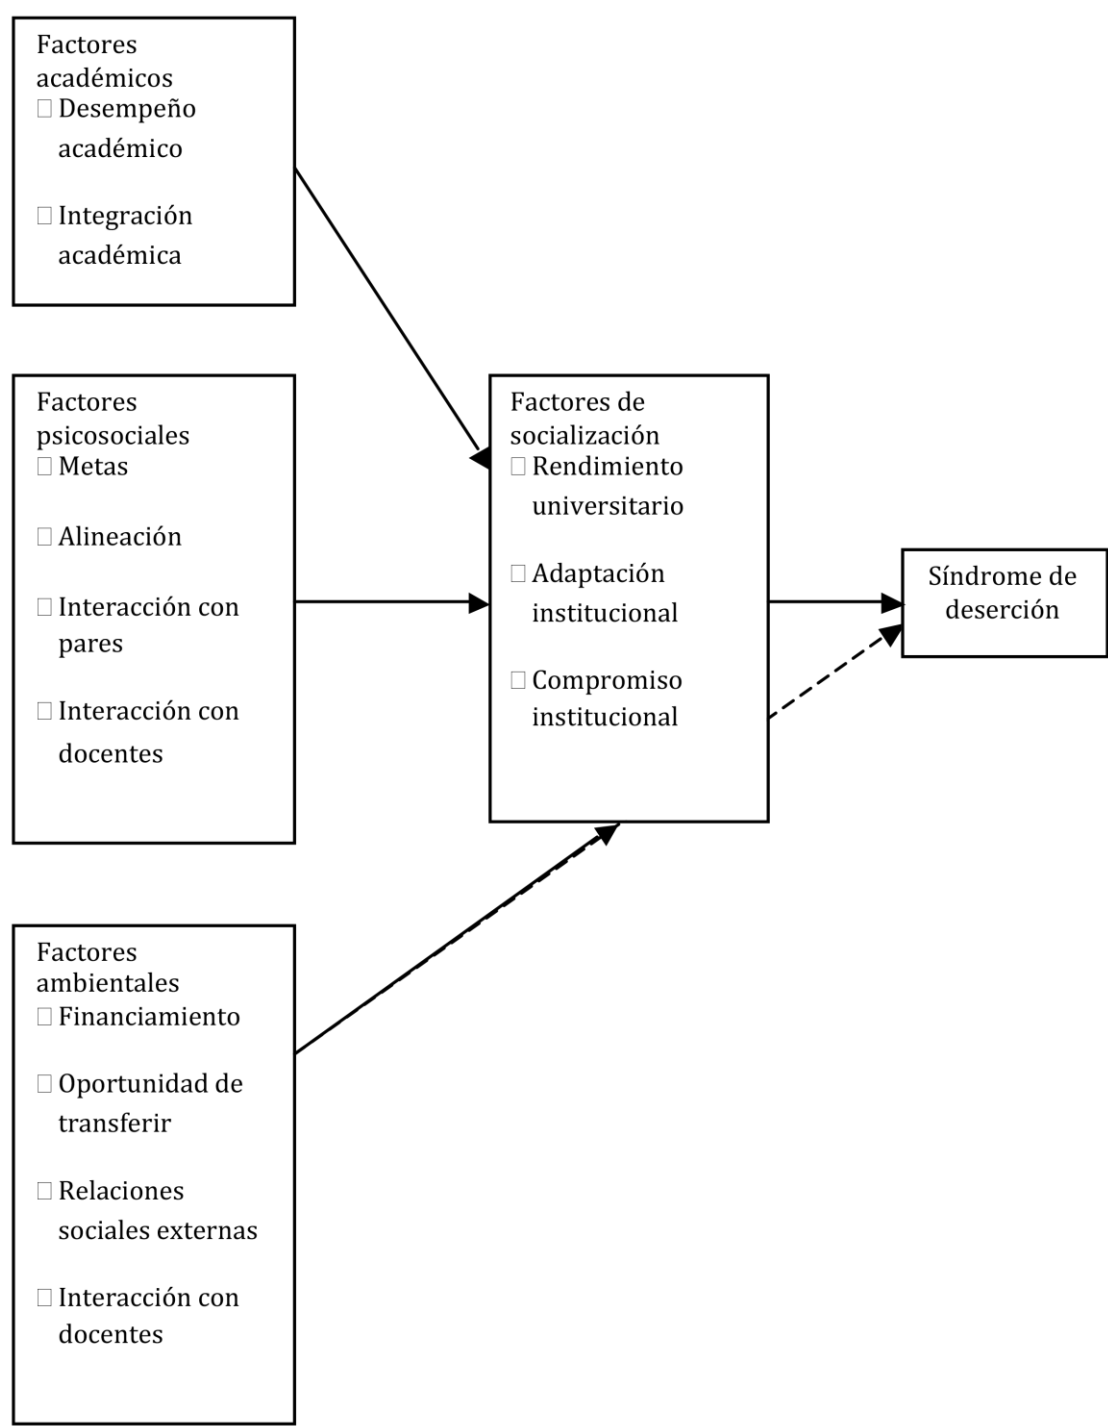 Factores
académicos
Desempeño
académico
Integración
académica
Factores
psicosociales
Metas
Alineación
Interacción con
pares
Interacción con
docentes
Factores
ambientales
Financiamiento
Oportunidad de
transferir
Relaciones
sociales externas
Interacción con
docentes
Factores de
socialización
Rendimiento
universitario
Adaptación
institucional
Compromiso
institucional
Síndrome de
deserción